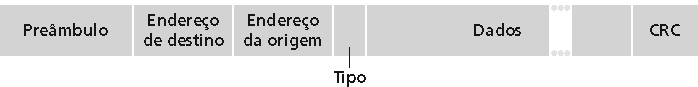 Preâmbulo
Endereço
de destino
Endereço
da origem
Tipo
Dados
CRC